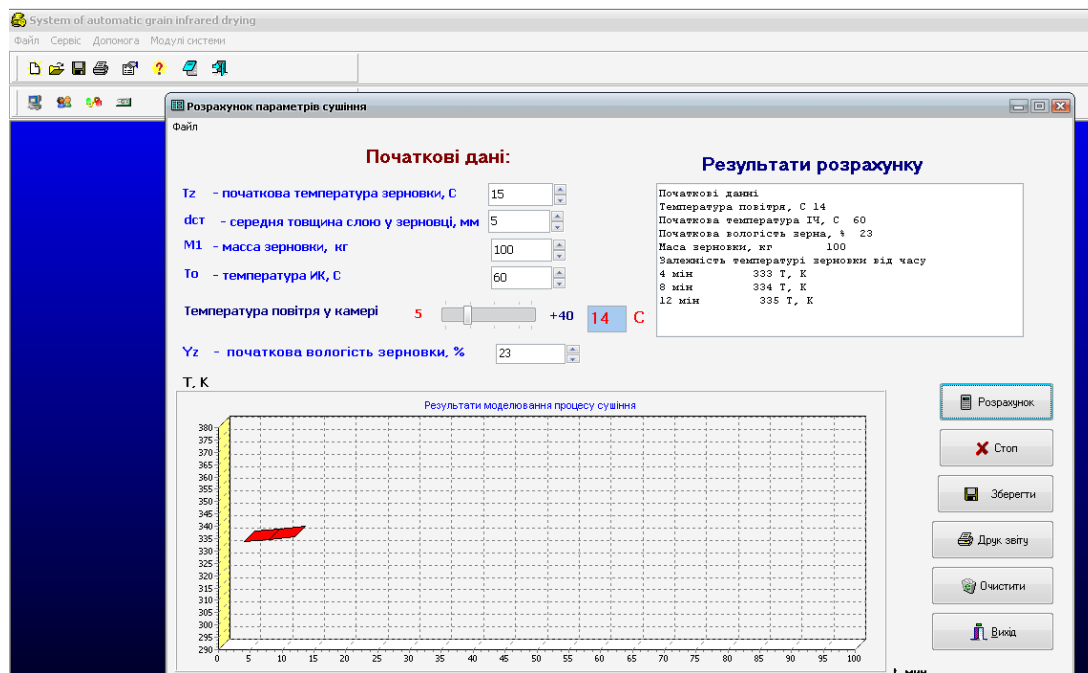 System of automatic grain infrared drying
Файл Сервіс Допомога Модулі системи
Розрахунок параметрів сушіння
Файл
Початкові дані:
Tz - початкова температура зерновки, С 15
dст - середня товщина слою у зерновці, мм 5
M1 - масса зерновки, кг 100
To - температура ИК, С 60
Температура повітря у камері 5 +40 14 С
Yz - початкова вологість зерновки, % 23
Результати розрахунку
Початкові данні
Температура повітря, С 14
Початкова температура ІЧ, С 60
Початкова вологість зерна, % 23
Маса зерновки, кг 100
Залежність температурі зерновки від часу
4 мін 333 T, К
8 мін 334 T, К
12 мін 335 T, К
T, К
Результати моделювання процесу сушіння
380
375
370
365
360
355
350
345
340
335
330
325
320
315
310
305
300
295
290
0 5 10 15 20 25 30 35 40 45 50 55 60 65 70 75 80 85 90 95 100
Розрахунок
Стоп
Зберегти
Друк звіту
Очистити
Вихід